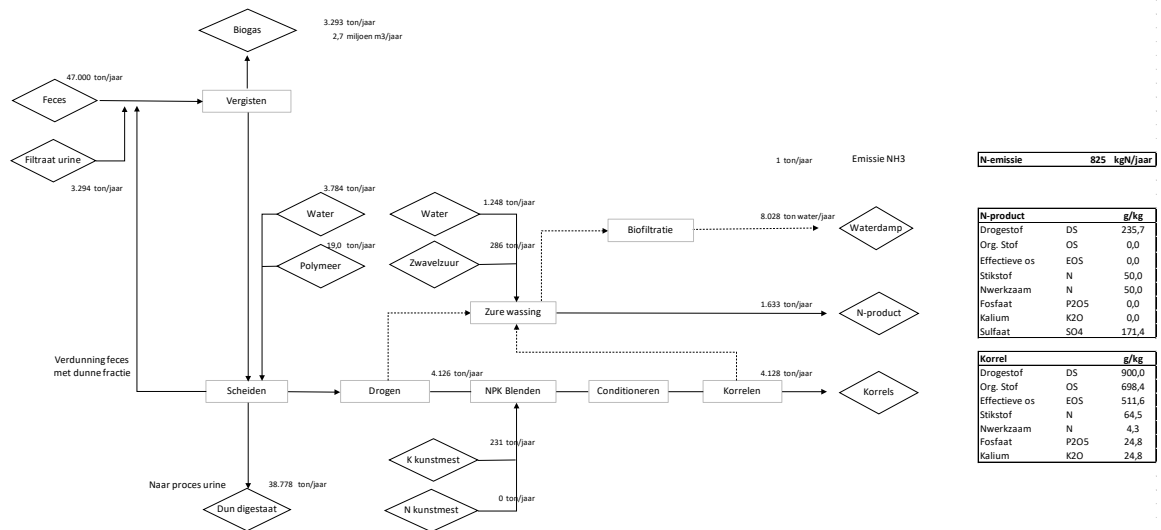 Biogas
3.293 ton/jaar
2,7 miljoen m3/jaar
47.000 ton/jaar
Feces
Vergisten
Filtraat urine
3.294 ton/jaar
1 ton/jaar
Emissie NH3
N-emissie 825 kgN/jaar
3.784 ton/jaar
Water
1.248 ton/jaar
Water
19,0 ton/jaar
Polymeer
286 ton/jaar
Zwavelzuur
Biofiltratie
8.028 ton water/jaar
Waterdamp
Zure wassing
1.633 ton/jaar
N-product
N-product g/kg
Drogestof DS 235,7
Org. Stof OS 0,0
Effectieve os EOS 0,0
Stikstof N 50,0
Nwerkzaam N 50,0
Fosfaat P2O5 0,0
Kalium K2O 0,0
Sulfaat SO4 171,4
Verdunning feces
met dunne fractie
Scheiden
Drogen
4.126 ton/jaar
NPK Blenden
Conditioneren
Korrelen
4.128 ton/jaar
Korrels
Korrel g/kg
Drogestof DS 900,0
Org. Stof OS 698,4
Effectieve os EOS 511,6
Stikstof N 64,5
Nwerkzaam N 4,3
Fosfaat P2O5 24,8
Kalium K2O 24,8
231 ton/jaar
K kunstmest
0 ton/jaar
N kunstmest
Naar proces urine
38.778 ton/jaar
Dun digestaat